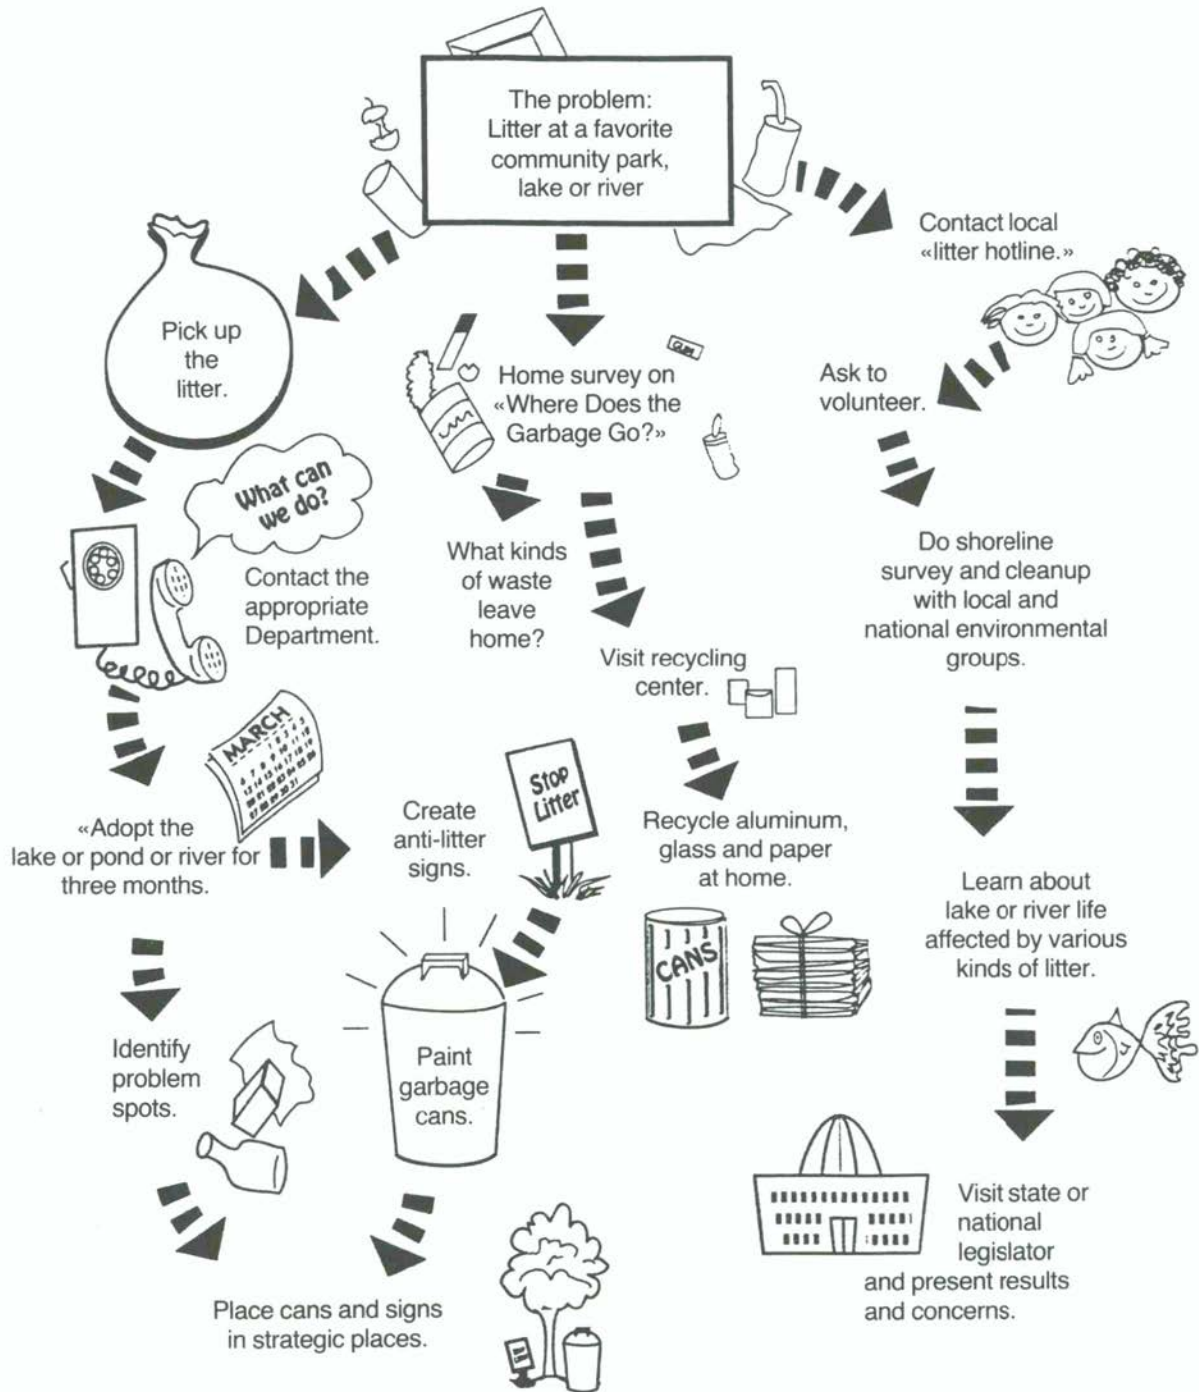 The problem:
Litter at a favorite
community park,
lake or river
Contact local
«litter hotline.»
Pick up
the
litter.
GUM
Home survey on
«Where Does the
Garbage Go?»
Ask to
volunteer.
What can
we do?
Contact the
appropriate
Department.
What kinds
of waste
leave
home?
Do shoreline
survey and cleanup
with local and
national environmental
groups.
Visit recycling
center.
MARCH
«Adopt the
lake or pond or river for
three months.
Create
anti-litter
signs.
Stop
Litter
Recycle aluminum,
glass and paper
at home.
CANS
Learn about
lake or river life
affected by various
kinds of litter.
Identify
problem
spots.
Paint
garbage
cans.
Visit state or
national
legislator
and present results
and concerns.
Place cans and signs
in strategic places.